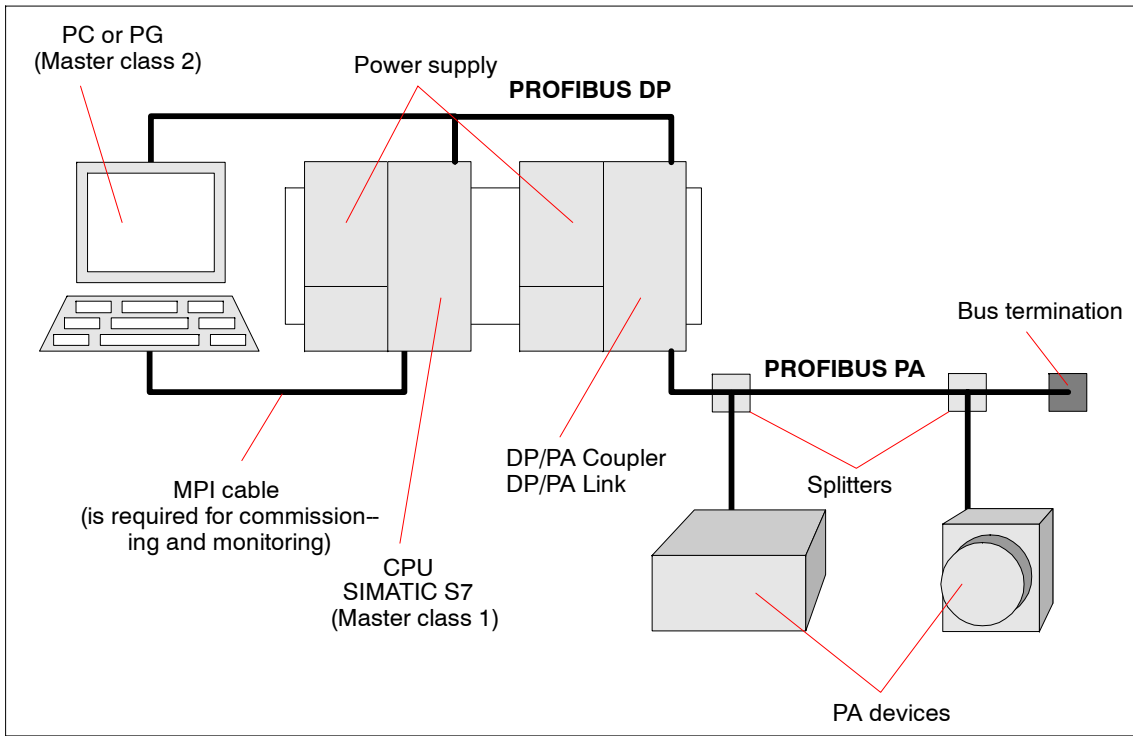 PC or PG
(Master class 2)
Power supply
PROFIBUS DP
Bus termination
PROFIBUS PA
DP/PA Coupler
DP/PA Link
Splitters
MPI cable
(is required for commission--
ing and monitoring)
CPU
SIMATIC S7
(Master class 1)
PA devices